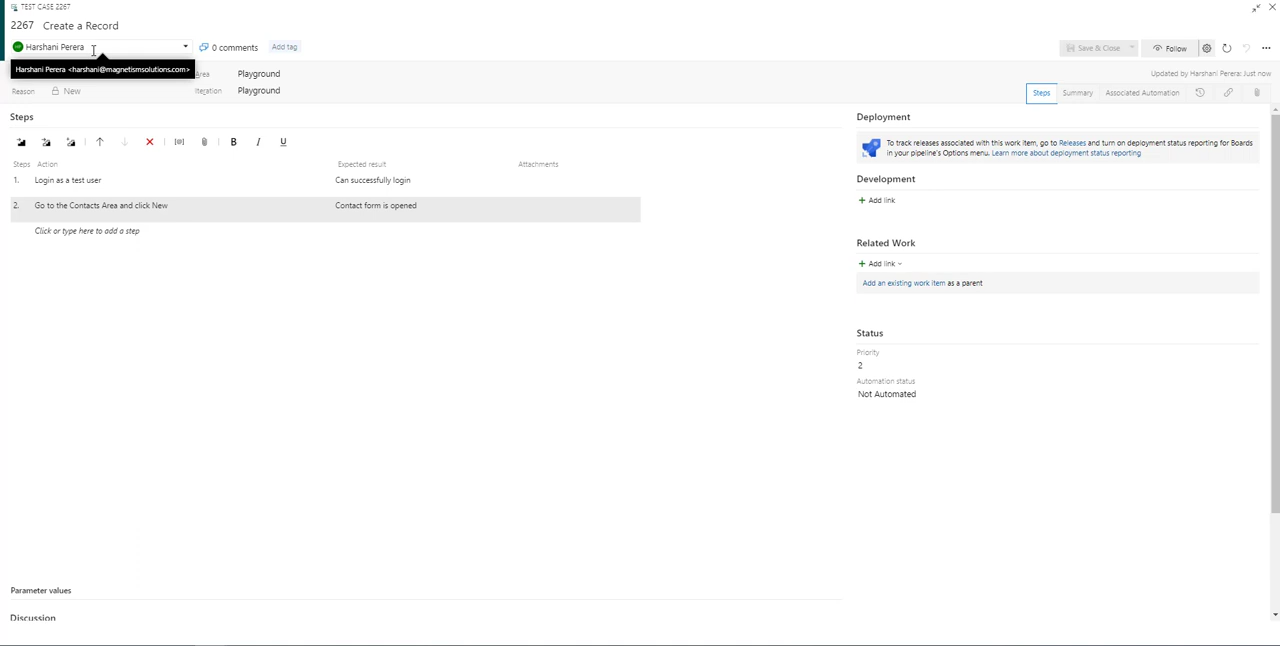 TEST CASE 2267
2267 Create a Record
Harshani Perera
0 comments
Add tag
Save & Close
Follow
Harshani Perera <harshani@magnetismsolutions.com>
Area Playground
Updated by Harshani Perera: Just now
Reason New
Iteration Playground
Steps Summary Associated Automation
Steps
Deployment
B I U
To track releases associated with this work item, go to Releases and turn on deployment status reporting for Boards
in your pipeline's Options menu. Learn more about deployment status reporting
Steps Action Expected result Attachments
1. Login as a test user Can successfully login
Development
+ Add link
2. Go to the Contacts Area and click New Contact form is opened
Click or type here to add a step
Related Work
+ Add link
Add an existing work item as a parent
Status
Priority
2
Automation status
Not Automated
Parameter values
Discussion